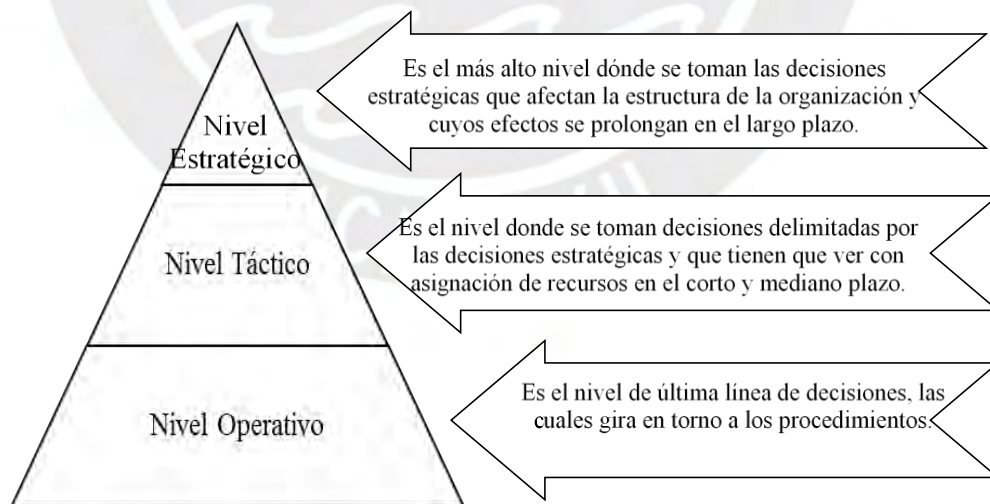 Nivel
Estratégico
Es el más alto nivel dónde se toman las decisiones
estratégicas que afectan la estructura de la organización y
cuyos efectos se prolongan en el largo plazo.
Nivel Táctico
Es el nivel donde se toman decisiones delimitadas por
las decisiones estratégicas y que tienen que ver con
asignación de recursos en el corto y mediano plazo.
Nivel Operativo
Es el nivel de última línea de decisiones, las
cuales gira en torno a los procedimientos.